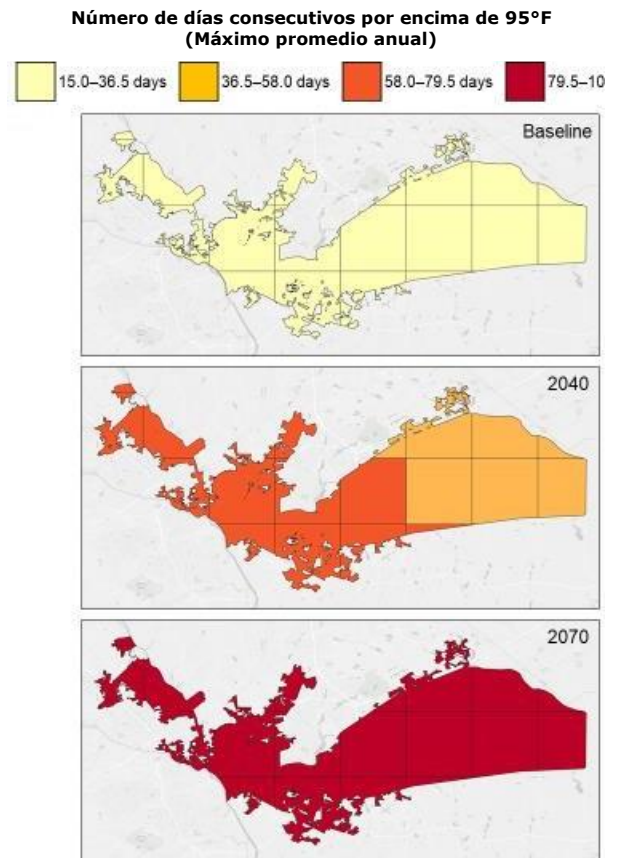 Número de días consecutivos por encima de 95°F
(Máximo promedio anual)
15.0–36.5 days 36.5–58.0 days 58.0–79.5 days 79.5–10
Baseline
2040
2070